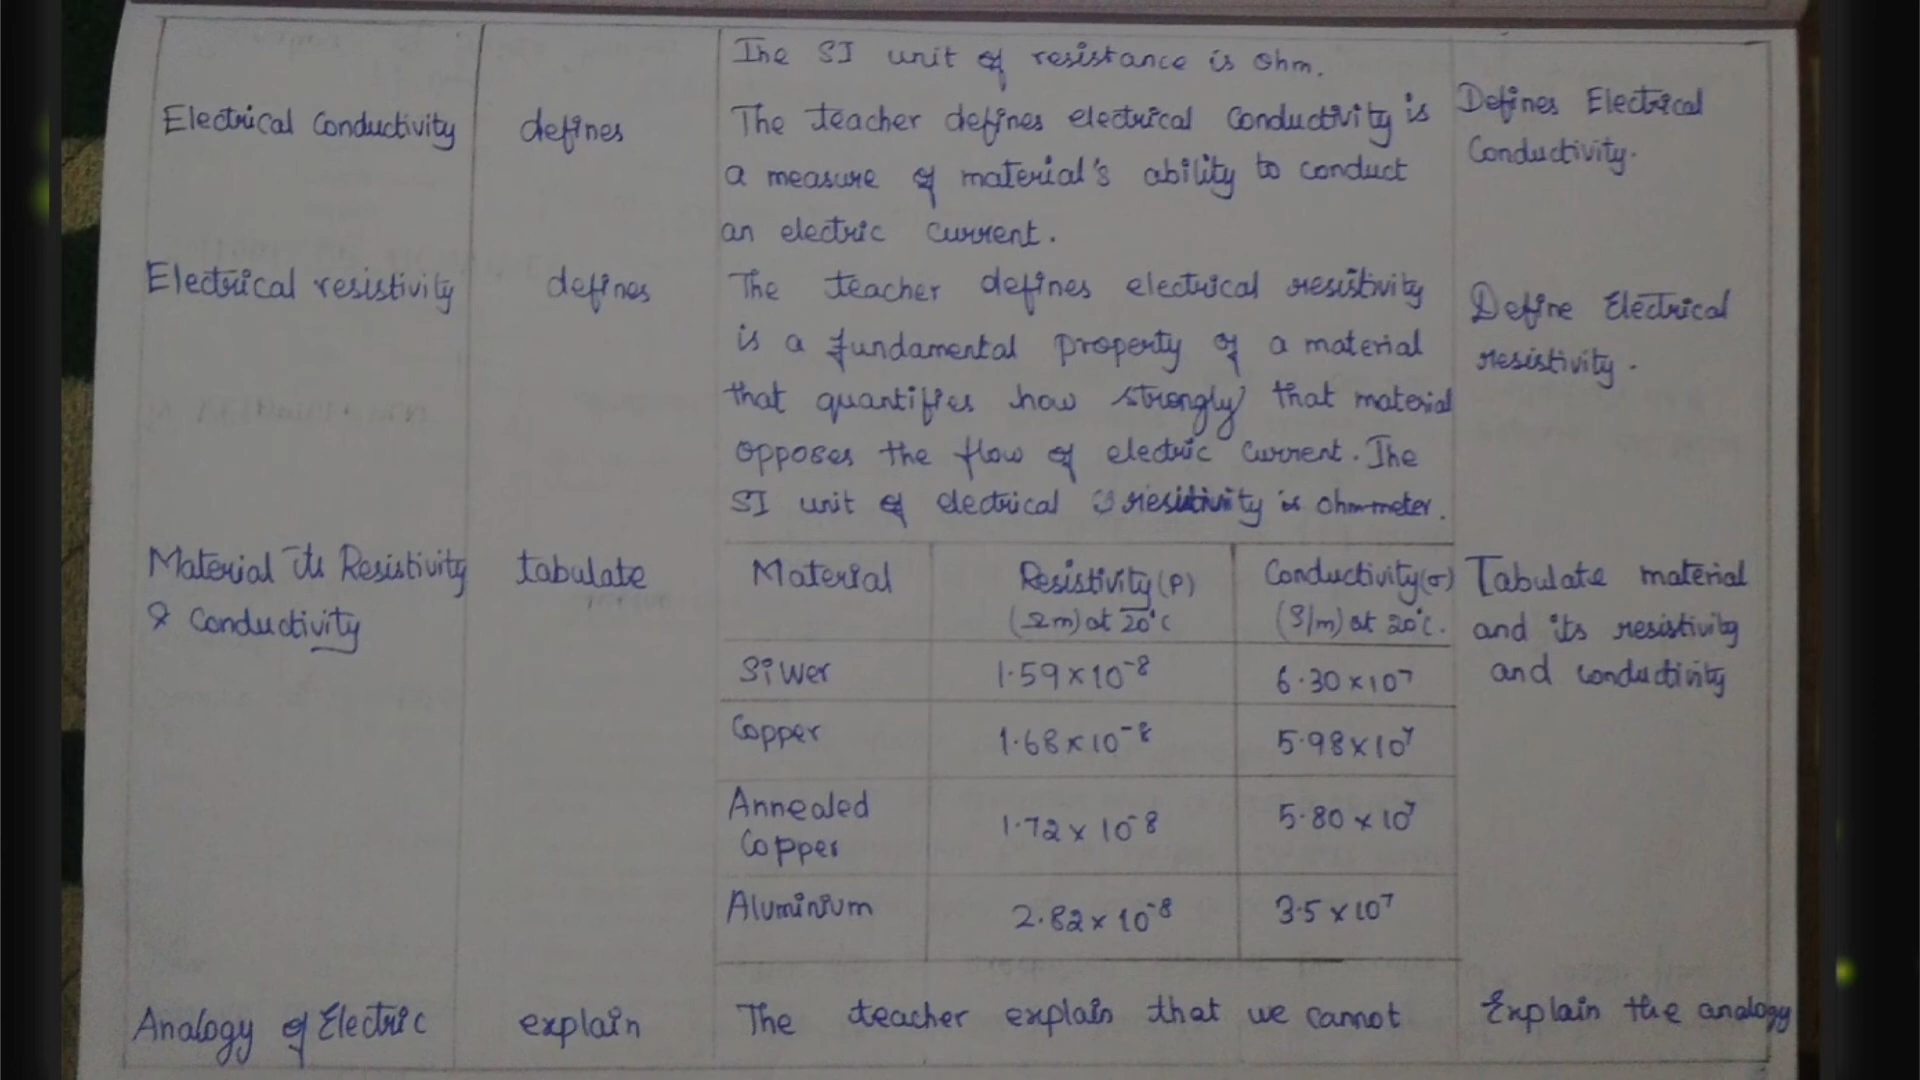 The SI unit of resistance is ohm.
Electrical Conductivity defines The teacher defines electrical Conductivity is Defines Electrical
a measure of material's ability to conduct Conductivity.
an electric current.
Electrical resistivity defines The teacher defines electrical resistivity Define Electrical
is a fundamental property of a material resistivity.
that quantifies how strongly that material
opposes the flow of electric current. The
SI unit of electrical resistivity is ohm-meter.
Material its Resistivity tabulate Material Resistivity (ρ) Conductivity (σ) Tabulate material
& Conductivity (Ωm) at 20°C (S/m) at 20°C. and its resistivity
Silver 1.59×10⁻⁸ 6.30×10⁷ and conductivity
Copper 1.68×10⁻⁸ 5.98×10⁷
Annealed 1.72×10⁻⁸ 5.80×10⁷
Copper
Aluminium 2.82×10⁻⁸ 3.5×10⁷
Analogy of Electric explain The teacher explain that we cannot Explain the analogy